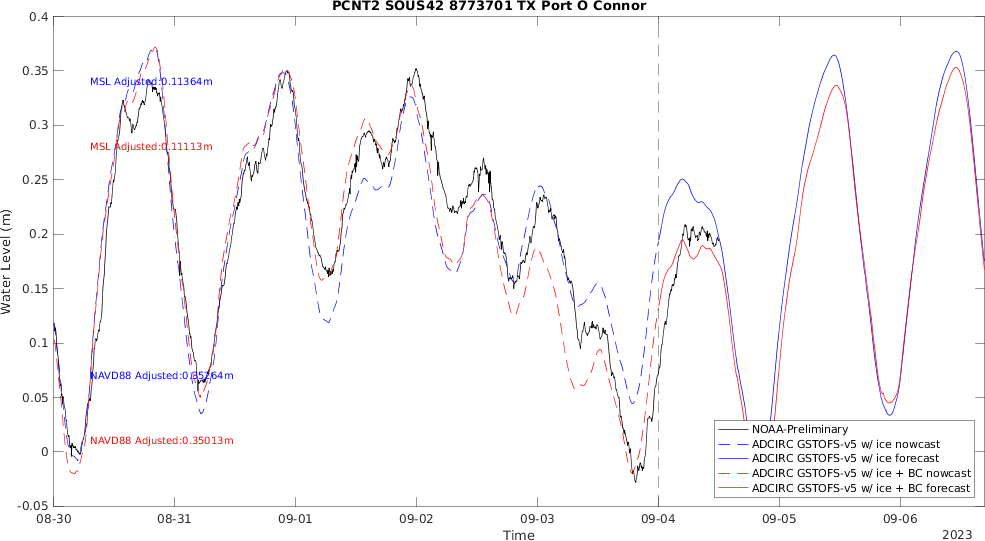 PCNT2 SOUS42 8773701 TX Port O Connor
0.4
0.35
0.3
0.25
0.2
0.15
0.1
0.05
0
-0.05
Water Level (m)
MSL Adjusted:0.11364m
MSL Adjusted:0.11113m
NAVD88 Adjusted:0.35264m
NAVD88 Adjusted:0.35013m
NOAA-Preliminary
ADCIRC GSTOFS-v5 w/ ice nowcast
ADCIRC GSTOFS-v5 w/ ice forecast
ADCIRC GSTOFS-v5 w/ ice + BC nowcast
ADCIRC GSTOFS-v5 w/ ice + BC forecast
08-30 08-31 09-01 09-02 09-03 09-04 09-05 09-06
Time
2023